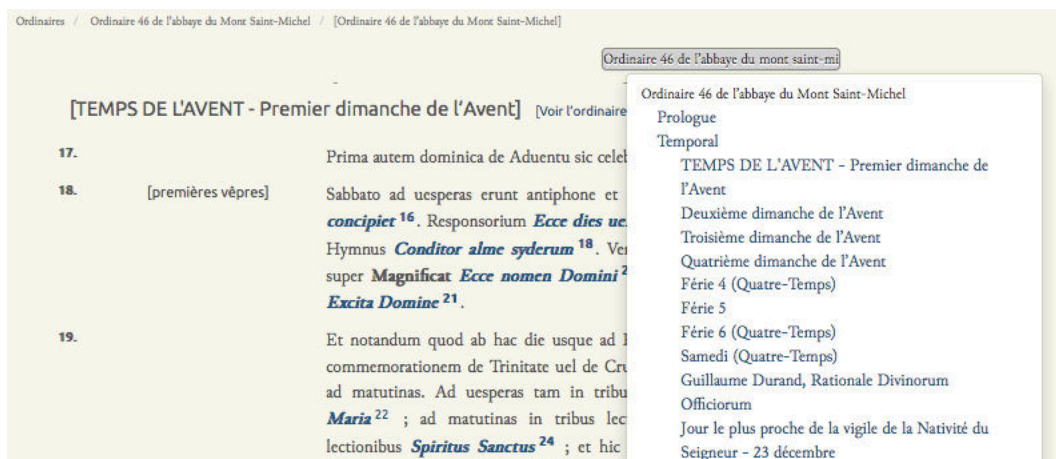 Ordinaires / Ordinaire 46 de l'abbaye du Mont Saint-Michel / [Ordinaire 46 de l'abbaye du Mont Saint-Michel]
Ordinaire 46 de l'abbaye du mont saint-mi
[TEMPS DE L'AVENT - Premier dimanche de l'Avent] [Voir l'ordinaire
17. Prima autem dominica de Aduentu sic
18. [premières vêpres] Sabbato ad uesperas erunt antiphone et
concipiet 16. Responsorium Ecce dies
Hymnus Conditor alme syderum 18.
super Magnificat Ecce nomen Domini
Excita Domine 21.
19. Et notandum quod ab hac die usque ad
commemorationem de Trinitate uel de
ad matutinas. Ad uesperas tam in
Maria 22 ; ad matutinas in tribus
lectionibus Spiritus Sanctus 24 ; et hic
Ordinaire 46 de l'abbaye du Mont Saint-Michel
Prologue
Temporal
TEMPS DE L'AVENT - Premier dimanche de
l'Avent
Deuxième dimanche de l'Avent
Troisième dimanche de l'Avent
Quatrième dimanche de l'Avent
Férie 4 (Quatre-Temps)
Férie 5
Férie 6 (Quatre-Temps)
Samedi (Quatre-Temps)
Guillaume Durand, Rationale Divinorum
Officiorum
Jour le plus proche de la vigile de la Nativité du
Seigneur - 23 décembre